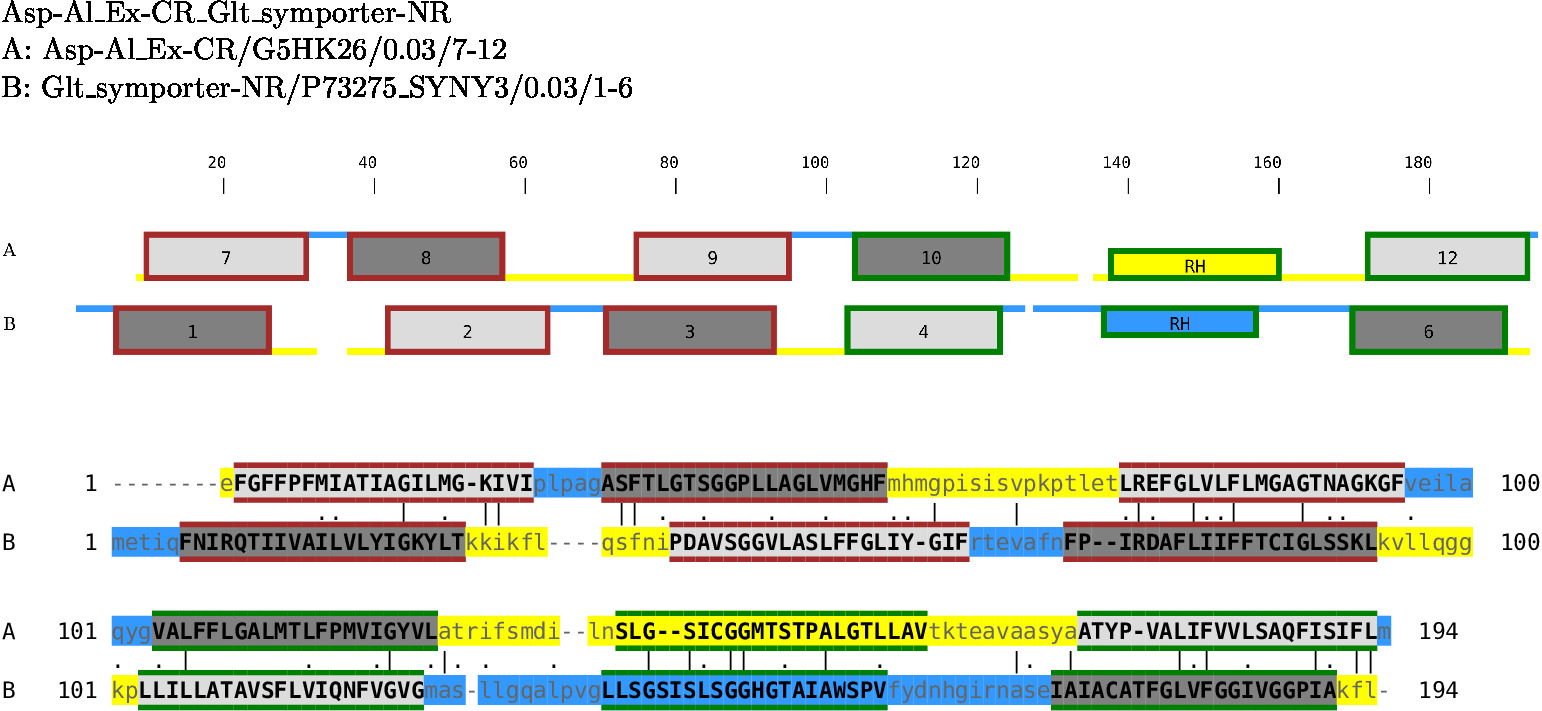 Asp-Al_Ex-CR_Glt_symporter-NR
A: Asp-Al_Ex-CR/G5HK26/0.03/7-12
B: Glt_symporter-NR/P73275_SYNY3/0.03/1-6
20 40 60 80 100 120 140 160 180
A 7 8 9 10 RH 12
B 1 2 3 4 RH 6
A 1 --------eFGFFPFMIATIAGILMG-KIVIplpagASFTLGTSGGPLLAGLVMGHFmhmgpisisvpkptletLREFGLVLFLMGAGTNAGKGFveila 100
.. | . || || . . . . .. | | .|. |..| | .. .
B 1 metiqFNIRQTIIVAILVLYIGKYLTkkikfl----qsfniPDAVSGGVLASLFFGLIY-GIFrtevafnFP--IRDAFLIIFFTCIGLSSKLkvllqgg 100
A 101 qygVALFFLGALMTLFPMVIGYVLatrifsmdi--lnSLG--SICGGMTSTPALGTLLAVtkteavaasyaATYP-VALIFVVLSAQFISIFLm 194
. . | . .| .|. . . | |. || . | . |. | |.| . |. ||
B 101 kpLLILLATAVSFLVIQNFVGVGmas-llgqalpvgLLSGSISLSGGHGTAIAWSPVfydnhgirnaseIAIACATFGLVFGGIVGGPIAkfl- 194